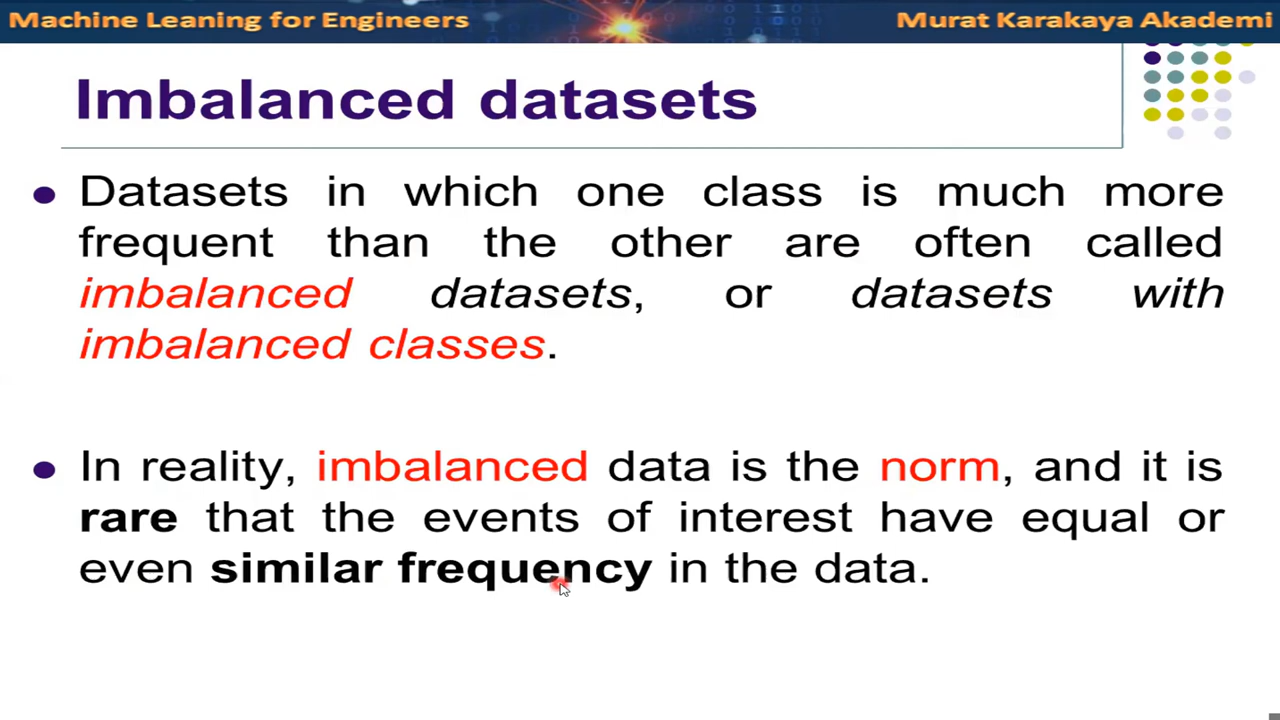 Machine Leaning for Engineers
Murat Karakaya Akademi
Imbalanced datasets
Datasets in which one class is much more
frequent than the other are often called
imbalanced datasets, or datasets with
imbalanced classes.
In reality, imbalanced data is the norm, and it is
rare that the events of interest have equal or
even similar frequency in the data.